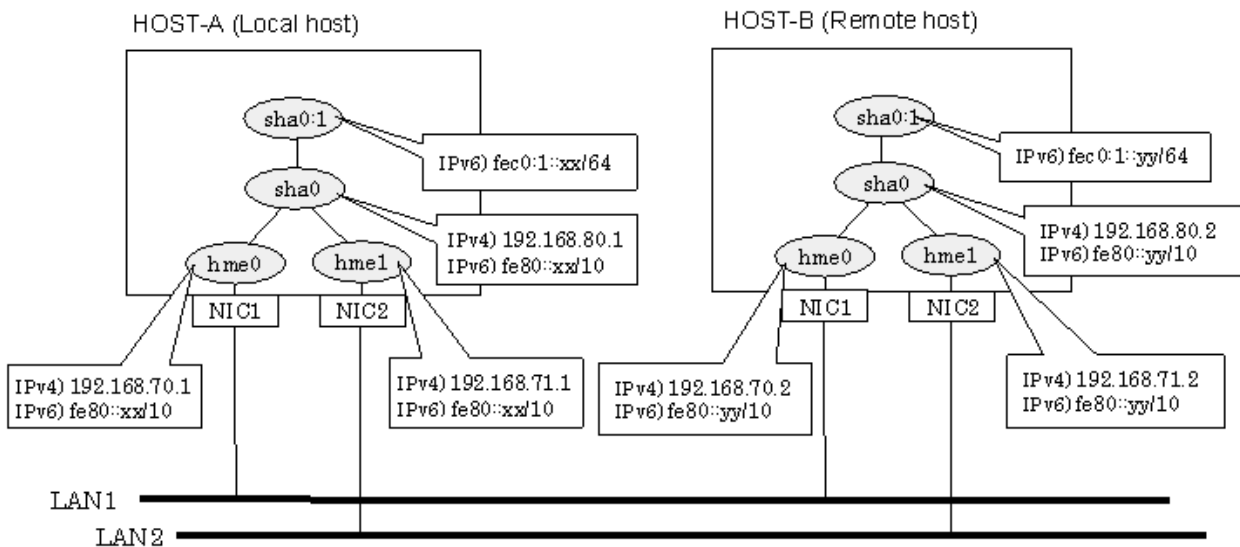 HOST-A (Local host)
HOST-B (Remote host)
sha0:1
IPv6) fec0:1::xx/64
sha0
IPv4) 192.168.80.1
IPv6) fe80::xx/10
hme0
hme1
NIC1
NIC2
IPv4) 192.168.70.1
IPv6) fe80::xx/10
IPv4) 192.168.71.1
IPv6) fe80::xx/10
sha0:1
IPv6) fec0:1::yy/64
sha0
IPv4) 192.168.80.2
IPv6) fe80::yy/10
hme0
hme1
NIC1
NIC2
IPv4) 192.168.70.2
IPv6) fe80::yy/10
IPv4) 192.168.71.2
IPv6) fe80::yy/10
LAN1
LAN2